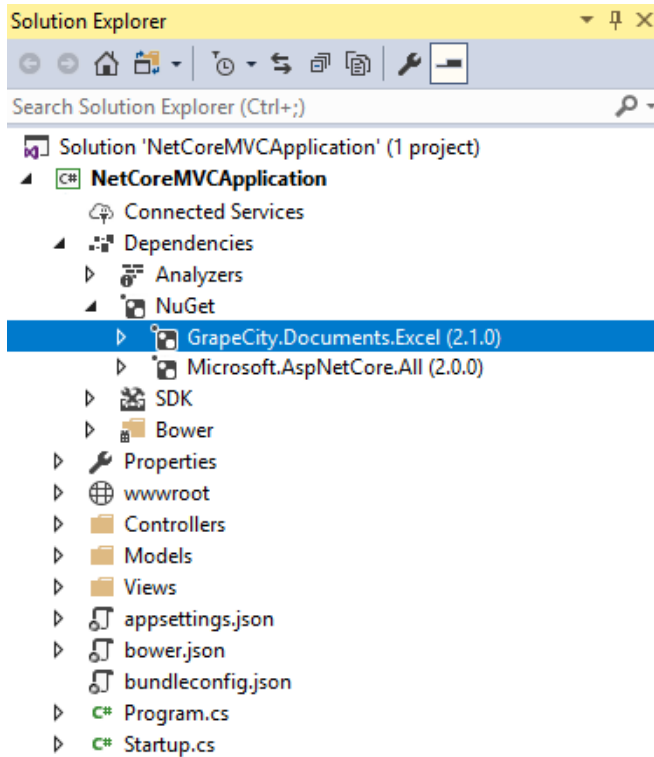 Solution Explorer
Search Solution Explorer (Ctrl+;)
Solution 'NetCoreMVCApplication' (1 project)
C# NetCoreMVCApplication
Connected Services
Dependencies
Analyzers
NuGet
GrapeCity.Documents.Excel (2.1.0)
Microsoft.AspNetCore.All (2.0.0)
SDK
Bower
Properties
wwwroot
Controllers
Models
Views
appsettings.json
bower.json
bundleconfig.json
C# Program.cs
C# Startup.cs